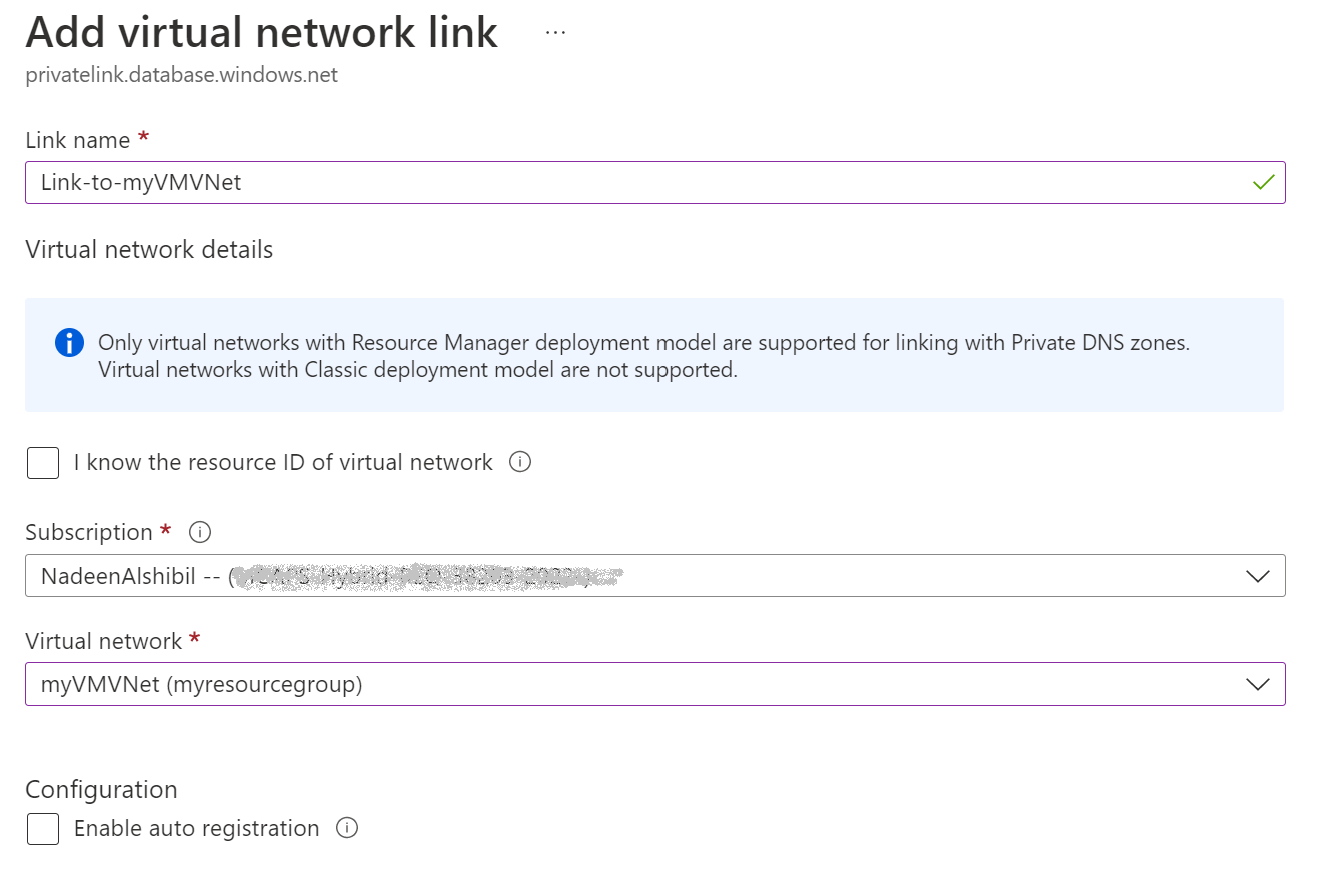 Add virtual network link ...
privatelink.database.windows.net
Link name *
Link-to-myVMVNet
Virtual network details
Only virtual networks with Resource Manager deployment model are supported for linking with Private DNS zones.
Virtual networks with Classic deployment model are not supported.
I know the resource ID of virtual network
Subscription *
NadeenAlshibil -- (
Virtual network *
myVMVNet (myresourcegroup)
Configuration
Enable auto registration